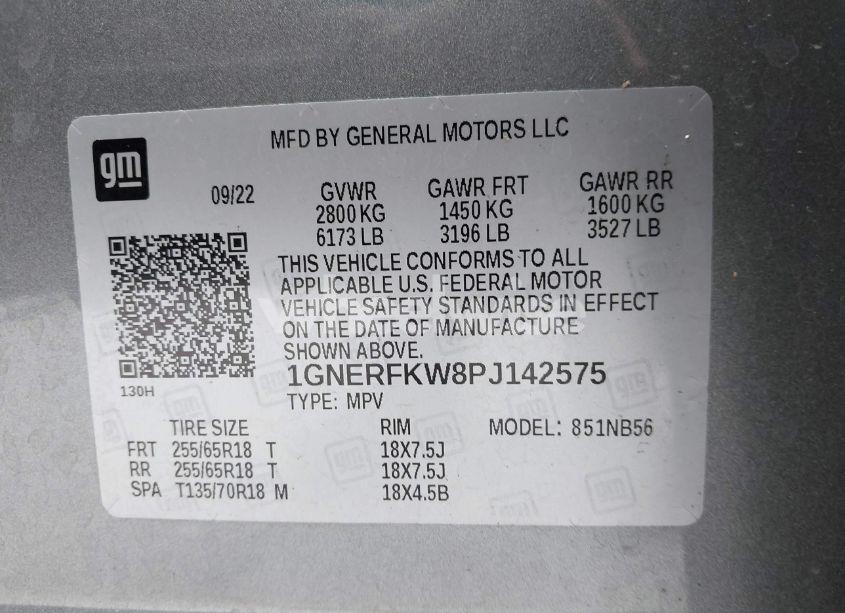 gm
MFD BY GENERAL MOTORS LLC
09/22
GVWR GAWR FRT GAWR RR
2800 KG 1450 KG 1600 KG
6173 LB 3196 LB 3527 LB
THIS VEHICLE CONFORMS TO ALL
APPLICABLE U.S. FEDERAL MOTOR
VEHICLE SAFETY STANDARDS IN EFFECT
ON THE DATE OF MANUFACTURE
SHOWN ABOVE.
130H
1GNERFKW8PJ142575
TYPE: MPV
TIRE SIZE RIM MODEL: 851NB56
FRT 255/65R18 T 18X7.5J
RR 255/65R18 T 18X7.5J
SPA T135/70R18 M 18X4.5B